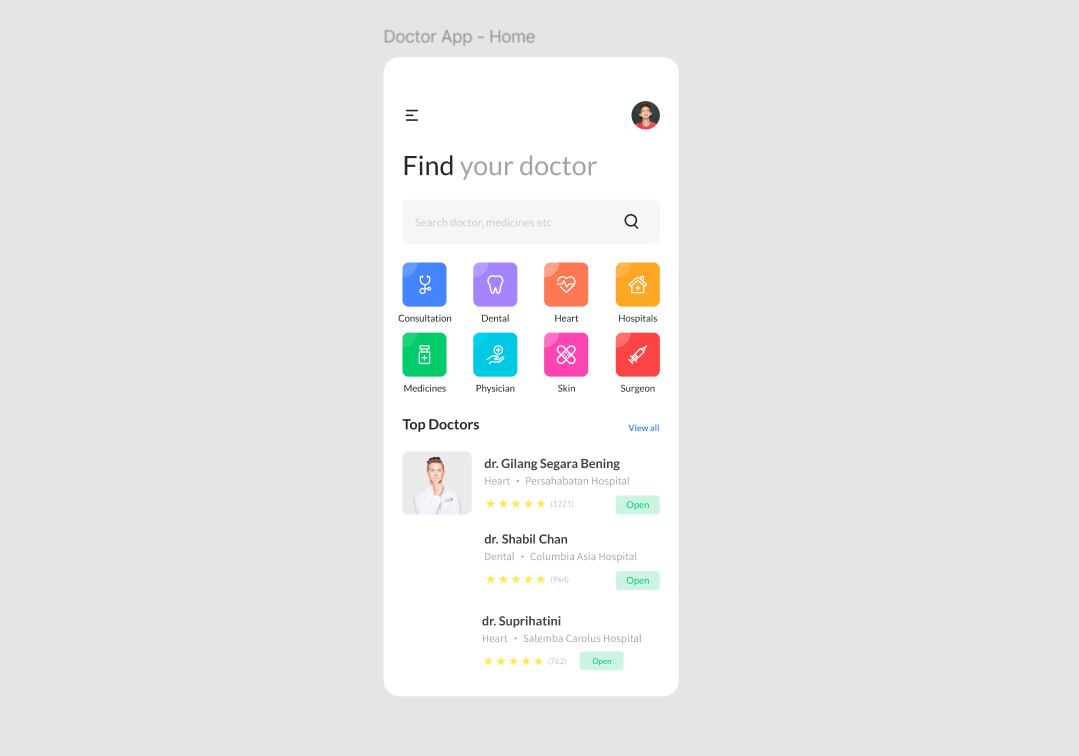 Doctor App - Home
Find your doctor
Search doctor, medicines etc
Consultation Dental Heart Hospitals
Medicines Physician Skin Surgeon
Top Doctors View all
dr. Gilang Segara Bening
Heart • Persahabatan Hospital
(1221) Open
dr. Shabil Chan
Dental • Columbia Asia Hospital
(964) Open
dr. Suprihatini
Heart • Salemba Carolus Hospital
(762) Open